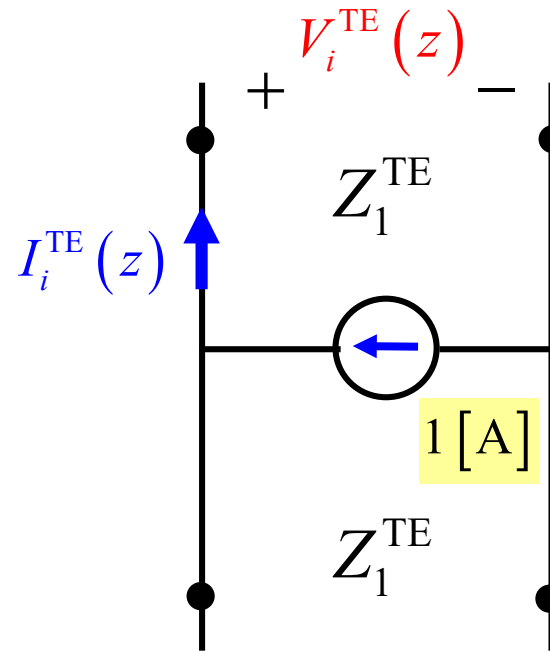 V_i^TE (z)
+ −
Z_1^TE
I_i^TE (z)
1 [A]
Z_1^TE